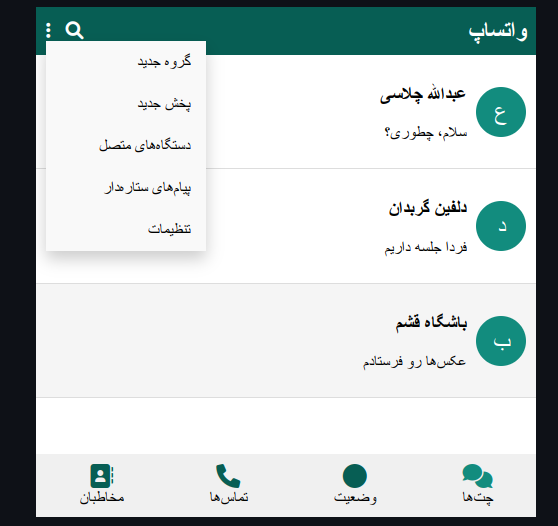 واتساپ
گروه جدید
پخش جدید
دستگاه‌های متصل
پیام‌های ستاره‌دار
تنظیمات
ع
عبدالله چلاسی
سلام، چطوری؟
د
دلفین گربدان
فردا جلسه داریم
ب
باشگاه قشم
عکس‌ها رو فرستادم
چت‌ها
وضعیت
تماس‌ها
مخاطبان